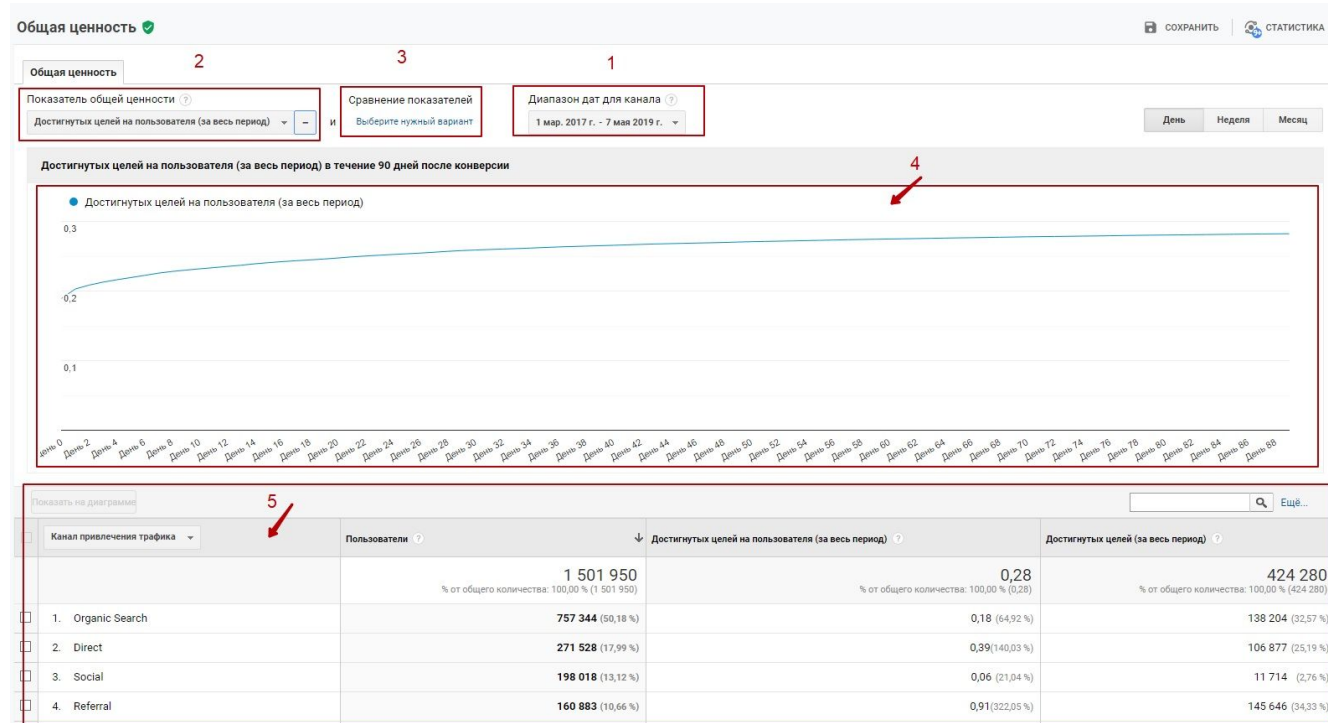 Общая ценность
СОХРАНИТЬ
9+
СТАТИСТИКА
Общая ценность
2
3
1
Показатель общей ценности ?
Достигнутых целей на пользователя (за весь период) –
и
Сравнение показателей
Выберите нужный вариант
Диапазон дат для канала ?
1 мар. 2017 г. - 7 мая 2019 г.
День Неделя Месяц
Достигнутых целей на пользователя (за весь период) в течение 90 дней после конверсии
4
Достигнутых целей на пользователя (за весь период)
0,3
0,2
0,1
День 0 День 2 День 4 День 6 День 8 День 10 День 12 День 14 День 16 День 18 День 20 День 22 День 24 День 26 День 28 День 30 День 32 День 34 День 36 День 38 День 40 День 42 День 44 День 46 День 48 День 50 День 52 День 54 День 56 День 58 День 60 День 62 День 64 День 66 День 68 День 70 День 72 День 74 День 76 День 78 День 80 День 82 День 84 День 86 День 88
Показать на диаграмме
5
Ещё...
Канал привлечения трафика Пользователи ? Достигнутых целей на пользователя (за весь период) ? Достигнутых целей (за весь период) ?
1 501 950 0,28 424 280
% от общего количества: 100,00 % (1 501 950) % от общего количества: 100,00 % (0,28) % от общего количества: 100,00 % (424 280)
1. Organic Search 757 344 (50,18 %) 0,18 (64,92 %) 138 204 (32,57 %)
2. Direct 271 528 (17,99 %) 0,39(140,03 %) 106 877 (25,19 %)
3. Social 198 018 (13,12 %) 0,06 (21,04 %) 11 714 (2,76 %)
4. Referral 160 883 (10,66 %) 0,91(322,05 %) 145 646 (34,33 %)